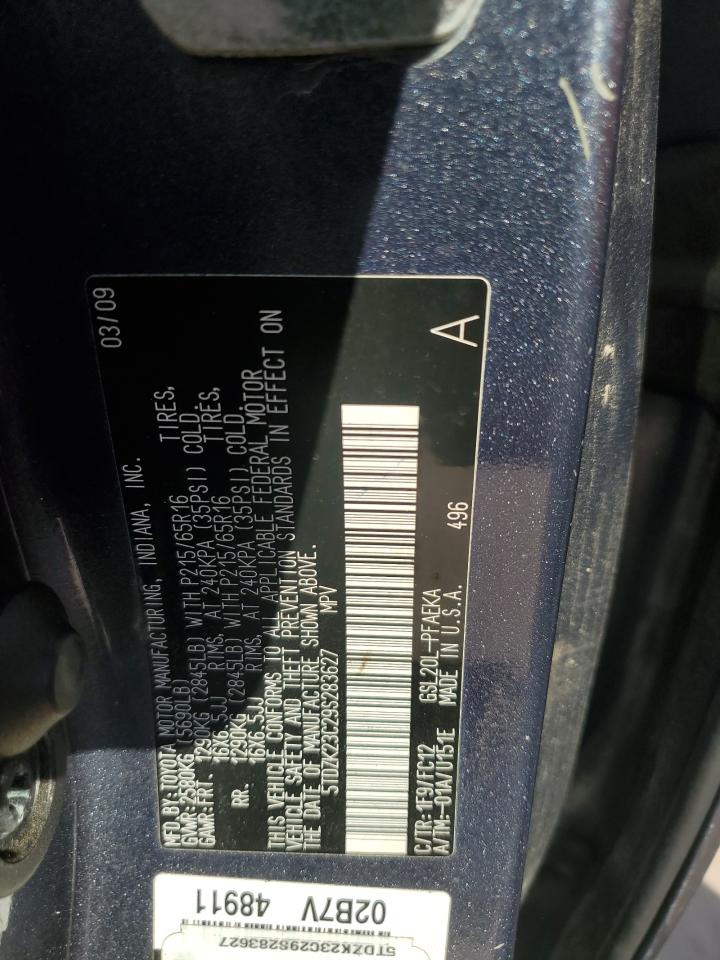 MFD BY:TOYOTA MOTOR MANUFACTURING, INDIANA, INC. 03/09
GVWR:2580KG (5690LB)
GAWR:FRT. 1290KG (2845LB) WITH P215/65R16 TIRES,
16X6.5JJ RIMS, AT 240KPA (35PSI) COLD.
RR. 1290KG (2845LB) WITH P215/65R16 TIRES,
16X6.5JJ RIMS, AT 240KPA (35PSI) COLD.
THIS VEHICLE CONFORMS TO ALL APPLICABLE FEDERAL MOTOR
VEHICLE SAFETY AND THEFT PREVENTION STANDARDS IN EFFECT ON
THE DATE OF MANUFACTURE SHOWN ABOVE.
5TDZK23C29S283627 MPV
C/TR:1F9/FC12 GSL20L-PFAEKA
A/TM:-01A/U151E MADE IN U.S.A. 496 A
02B7V 48911
5TDZK23C29S283627